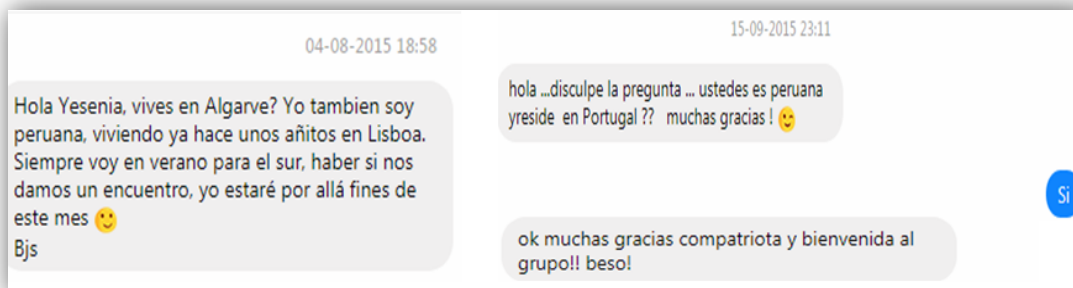 04-08-2015 18:58
Hola Yesenia, vives en Algarve? Yo tambien soy
peruana, viviendo ya hace unos añitos en Lisboa.
Siempre voy en verano para el sur, haber si nos
damos un encuentro, yo estaré por allá fines de
este mes 🙂
Bjs
15-09-2015 23:11
hola ...disculpe la pregunta ... ustedes es peruana
yreside en Portugal ?? muchas gracias ! 😉
Si
ok muchas gracias compatriota y bienvenida al
grupo!! beso!